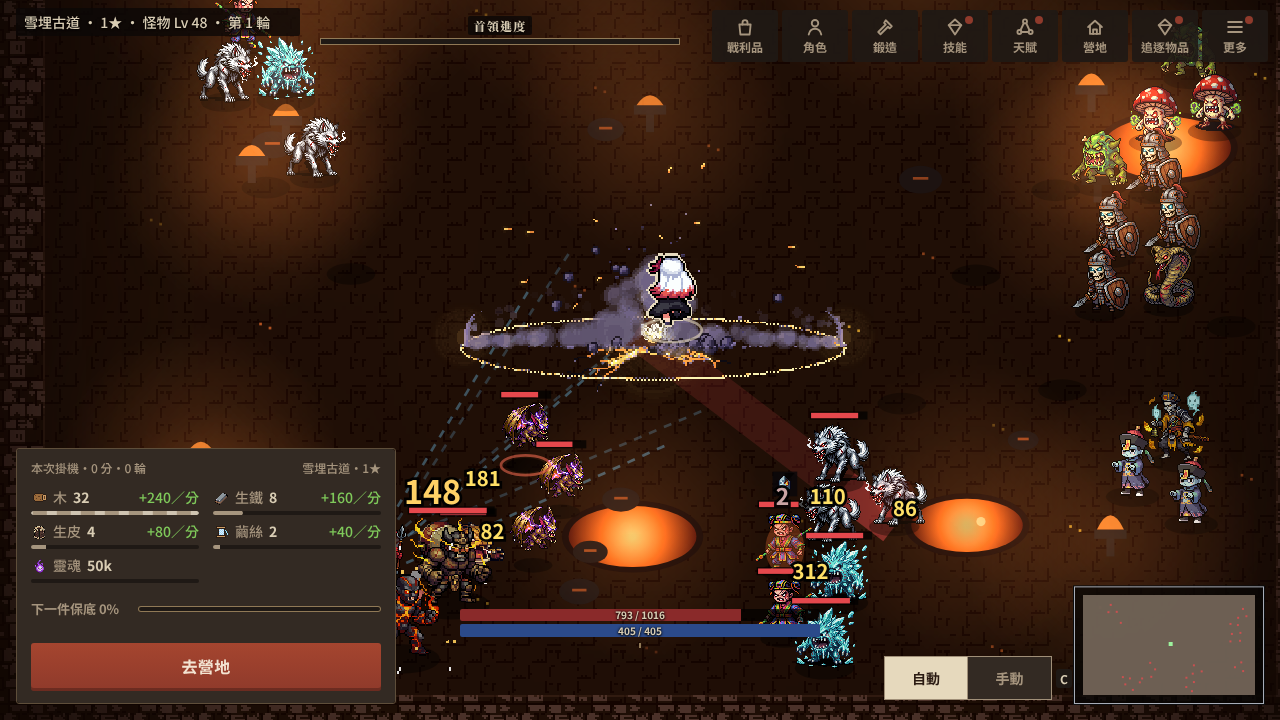 雪埋古道 · 1★ · 怪物 Lv 48 · 第 1 輪
首領進度
戰利品
角色
鍛造
技能
天賦
營地
追逐物品
更多
181
148
82
2
110
86
312
本次掛機 · 0 分 · 0 輪
雪埋古道 · 1★
木 32 +240／分
生鐵 8 +160／分
生皮 4 +80／分
繭絲 2 +40／分
靈魂 50k
下一件保底 0%
去營地
793 / 1016
405 / 405
自動
手動
C